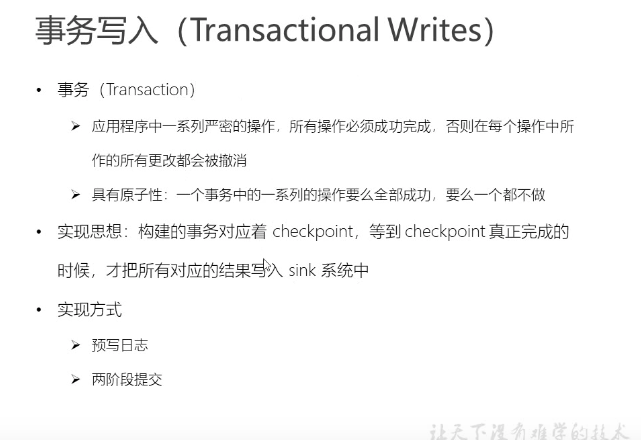 事务写入（Transactional Writes）
• 事务（Transaction）
➢ 应用程序中一系列严密的操作，所有操作必须成功完成，否则在每个操作中所
作的所有更改都会被撤消
➢ 具有原子性：一个事务中的一系列的操作要么全部成功，要么一个都不做
• 实现思想：构建的事务对应着 checkpoint，等到 checkpoint 真正完成的
时候，才把所有对应的结果写入 sink 系统中
• 实现方式
➢ 预写日志
➢ 两阶段提交
让天下没有难学的技术